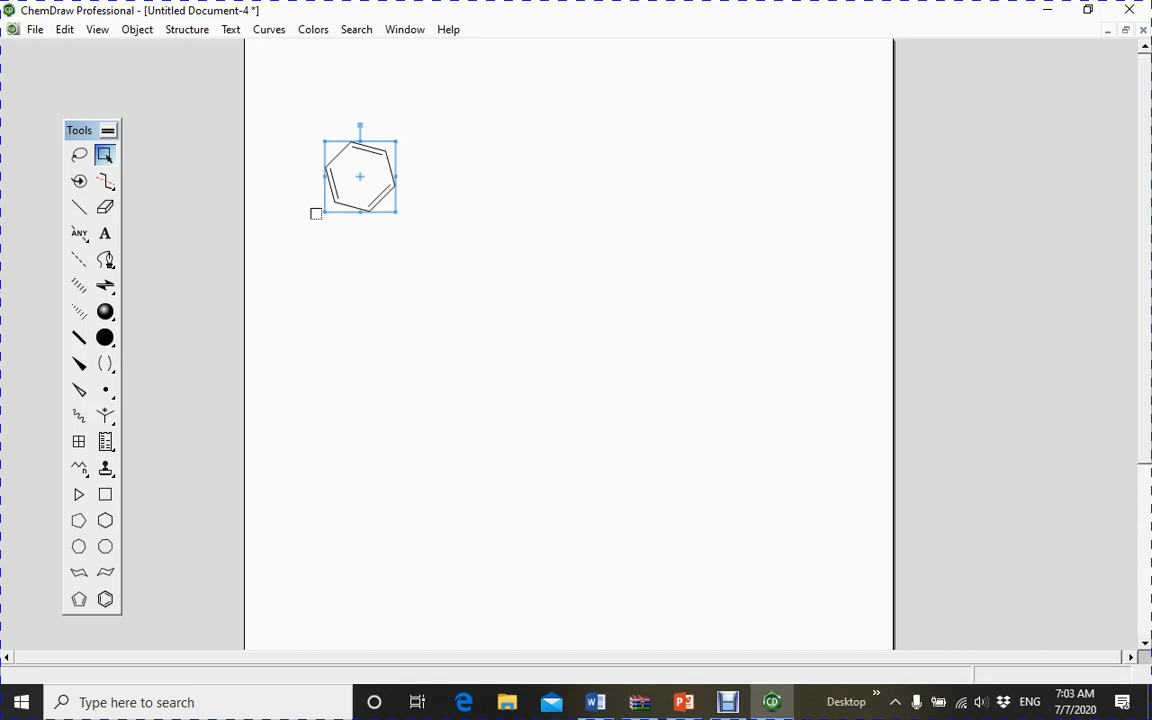 ChemDraw Professional - [Untitled Document-4 *]
File Edit View Object Structure Text Curves Colors Search Window Help
Tools
ANY A
Type here to search
Desktop
ENG
7:03 AM
7/7/2020